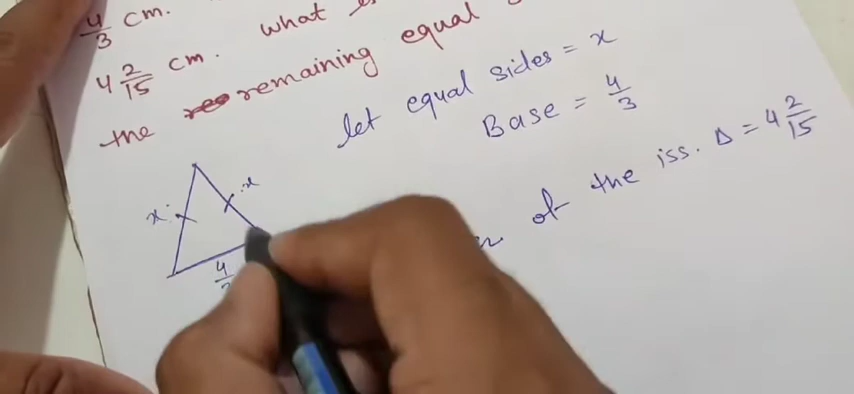 4/3 cm.
4 2/15 cm. what
the remaining equal
let equal sides = x
Base = 4/3
of the iss. Δ = 4 2/15
x x
4